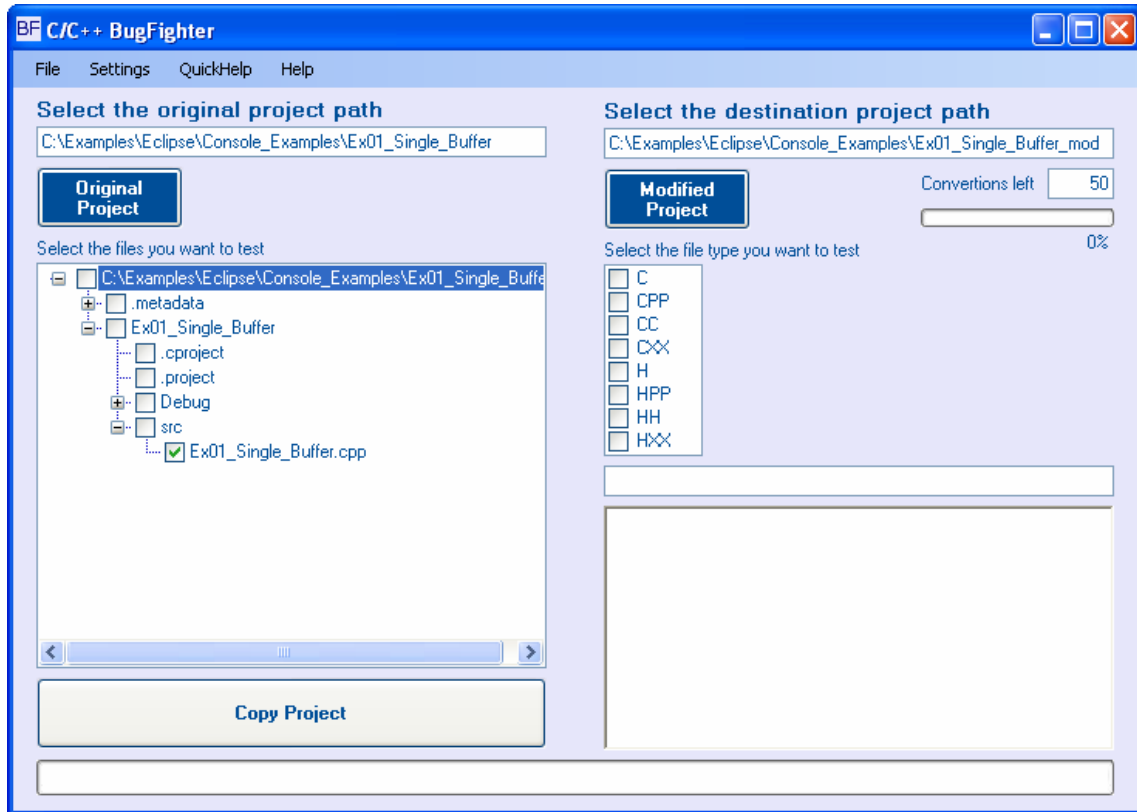 BF C/C++ BugFighter
File Settings QuickHelp Help
Select the original project path
C:\Examples\Eclipse\Console_Examples\Ex01_Single_Buffer
Original
Project
Select the files you want to test
C:\Examples\Eclipse\Console_Examples\Ex01_Single_Buffe
.metadata
Ex01_Single_Buffer
.cproject
.project
Debug
src
Ex01_Single_Buffer.cpp
Copy Project
Select the destination project path
C:\Examples\Eclipse\Console_Examples\Ex01_Single_Buffer_mod
Modified
Project
Convertions left 50
0%
Select the file type you want to test
C
CPP
CC
CXX
H
HPP
HH
HXX